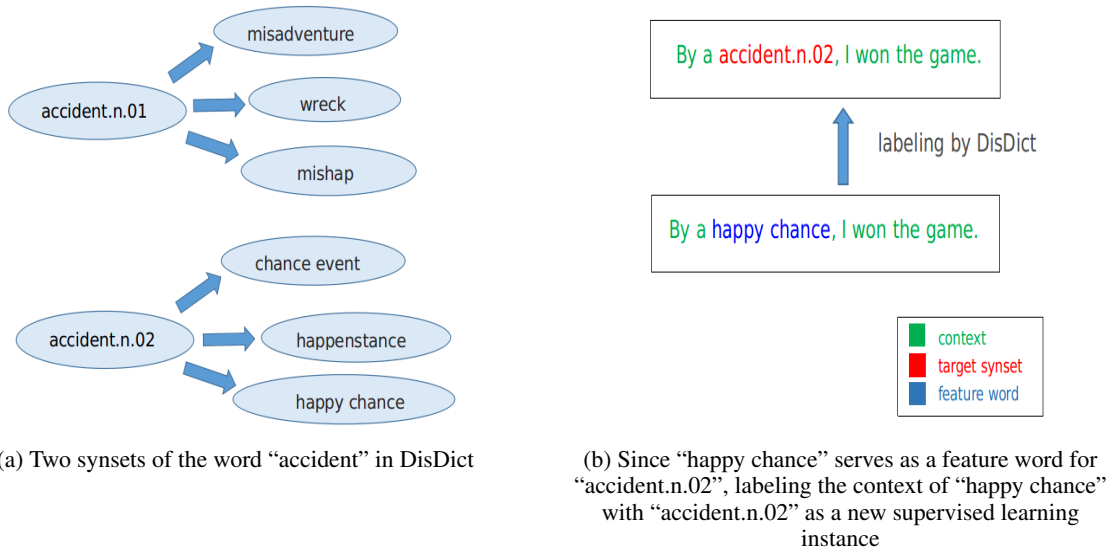 misadventure
accident.n.01
wreck
mishap
chance event
accident.n.02
happenstance
happy chance
a) Two synsets of the word “accident” in DisDict
By a accident.n.02, I won the game.
labeling by DisDict
By a happy chance, I won the game.
context
target synset
feature word
(b) Since “happy chance” serves as a feature word for
“accident.n.02”, labeling the context of “happy chance”
with “accident.n.02” as a new supervised learning
instance